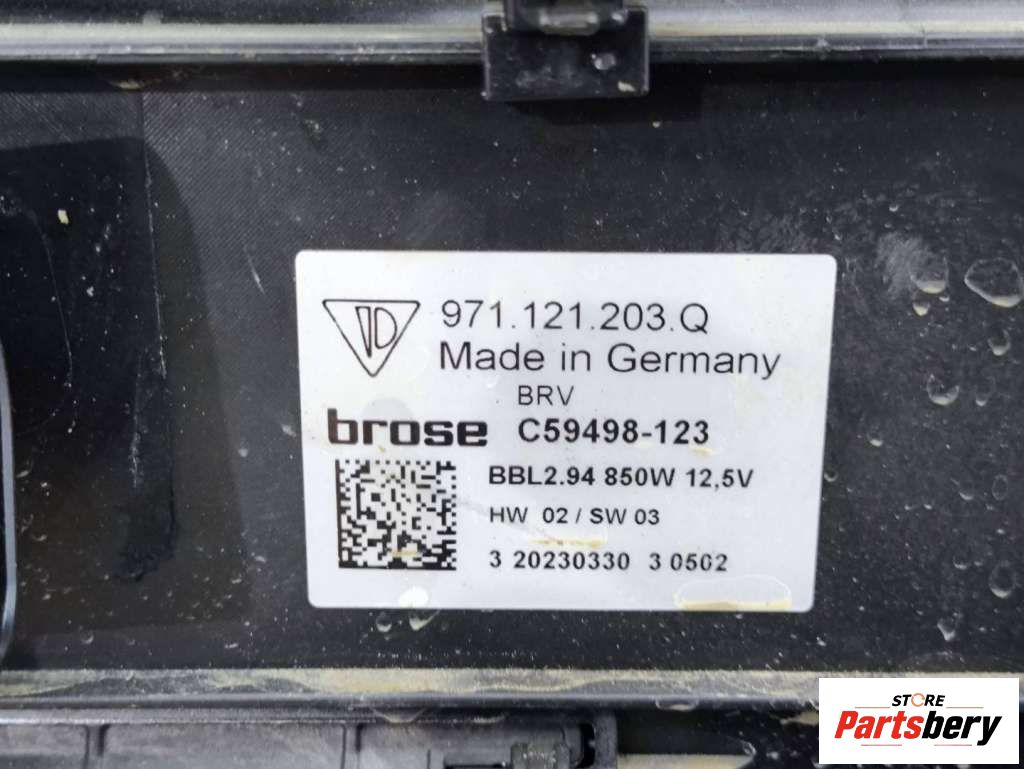 971.121.203.Q
Made in Germany
BRV
brose C59498-123
BBL2.94 850W 12,5V
HW 02 / SW 03
3 20230330 3 0502
STORE
Partsbery